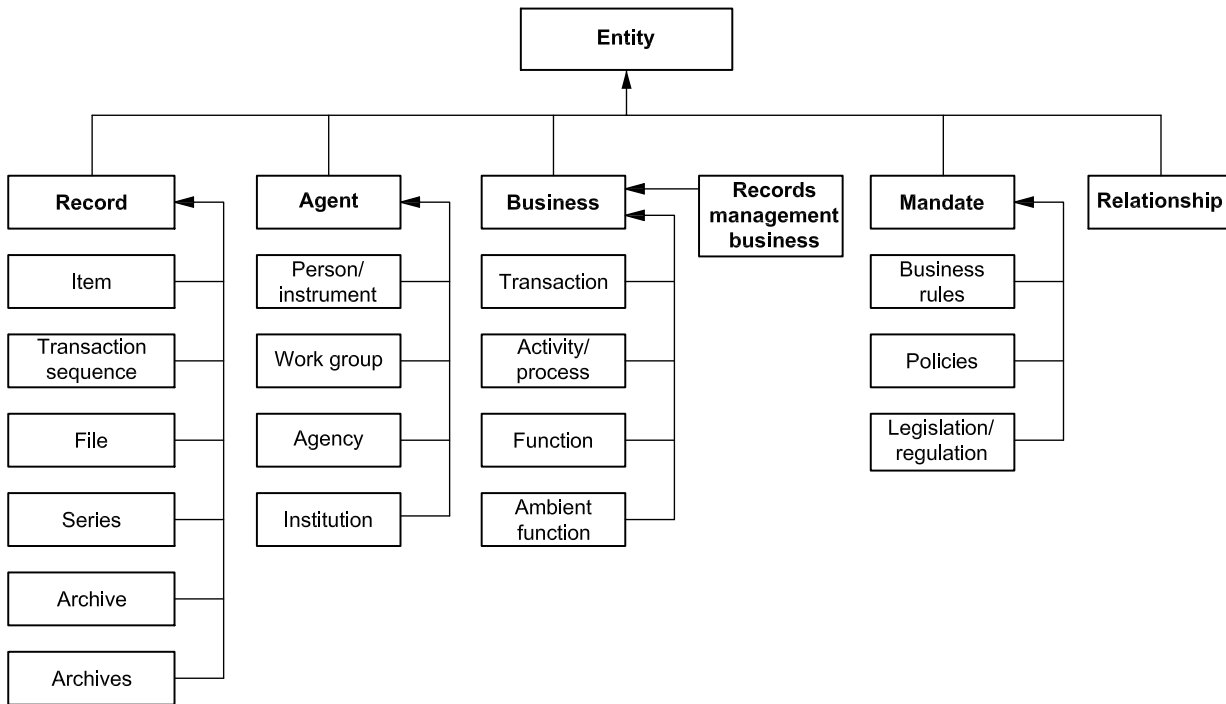 Entity
Record
Agent
Business
Records
management
business
Mandate
Relationship
Item
Person/
instrument
Transaction
Business
rules
Transaction
sequence
Work group
Activity/
process
Policies
File
Agency
Function
Legislation/
regulation
Series
Institution
Ambient
function
Archive
Archives